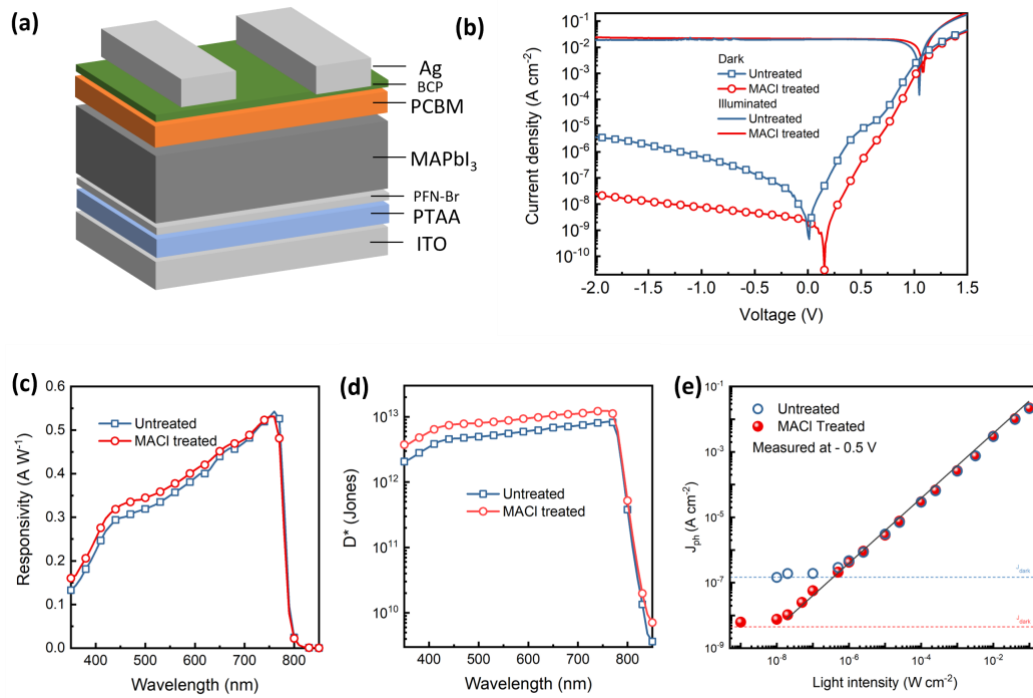 (a)
Ag
BCP
PCBM
MAPbI3
PFN-Br
PTAA
ITO
(b)
Current density (A cm-2)
10-1
10-2
10-3
10-4
10-5
10-6
10-7
10-8
10-9
10-10
Dark
Untreated
MACl treated
Illuminated
Untreated
MACl treated
-2.0 -1.5 -1.0 -0.5 0.0 0.5 1.0 1.5
Voltage (V)
(c)
Responsivity (A W-1)
0.6
0.5
0.4
0.3
0.2
0.1
0.0
Untreated
MACl treated
400 500 600 700 800
Wavelength (nm)
(d)
D* (Jones)
1013
1012
1011
1010
Untreated
MACl treated
400 500 600 700 800
Wavelength (nm)
(e)
Jph (A cm-2)
10-1
10-3
10-5
10-7
10-9
Untreated
MACl Treated
Measured at - 0.5 V
Jdark
Jdark
10-8 10-6 10-4 10-2
Light intensity (W cm-2)